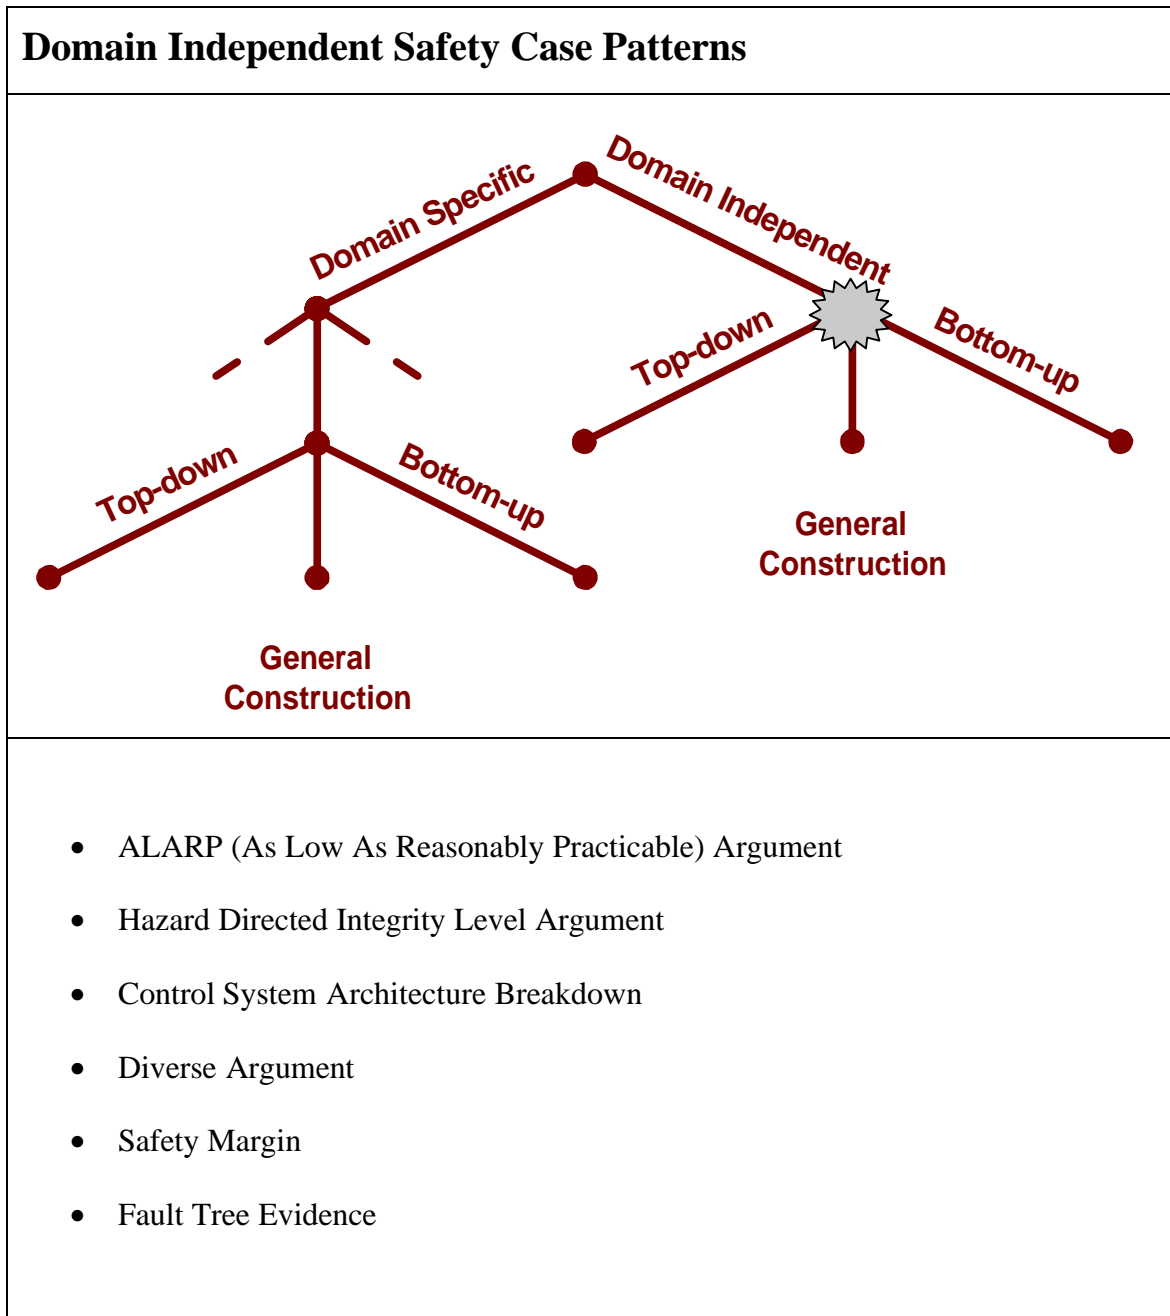 Domain Independent Safety Case Patterns
Domain Specific
Domain Independent
Top-down
Bottom-up
Top-down
Bottom-up
General
Construction
General
Construction
• ALARP (As Low As Reasonably Practicable) Argument
• Hazard Directed Integrity Level Argument
• Control System Architecture Breakdown
• Diverse Argument
• Safety Margin
• Fault Tree Evidence